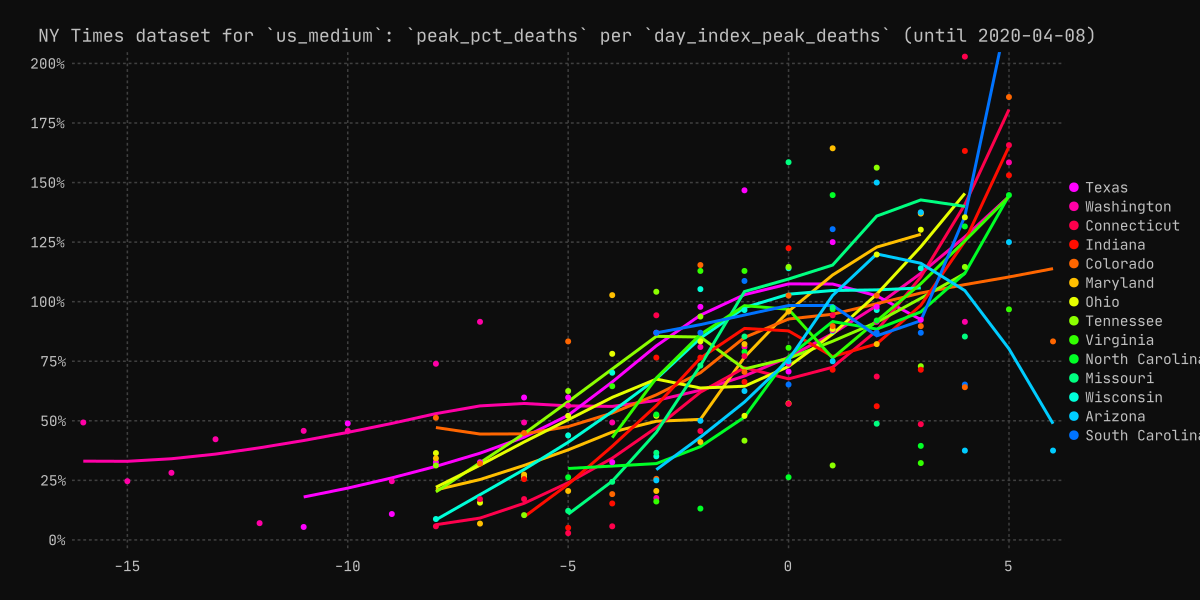 NY Times dataset for `us_medium`: `peak_pct_deaths` per `day_index_peak_deaths` (until 2020-04-08)
200%
175%
150%
125%
100%
75%
50%
25%
0%
-15
-10
-5
0
5
Texas
Washington
Connecticut
Indiana
Colorado
Maryland
Ohio
Tennessee
Virginia
North Carolina
Missouri
Wisconsin
Arizona
South Carolina